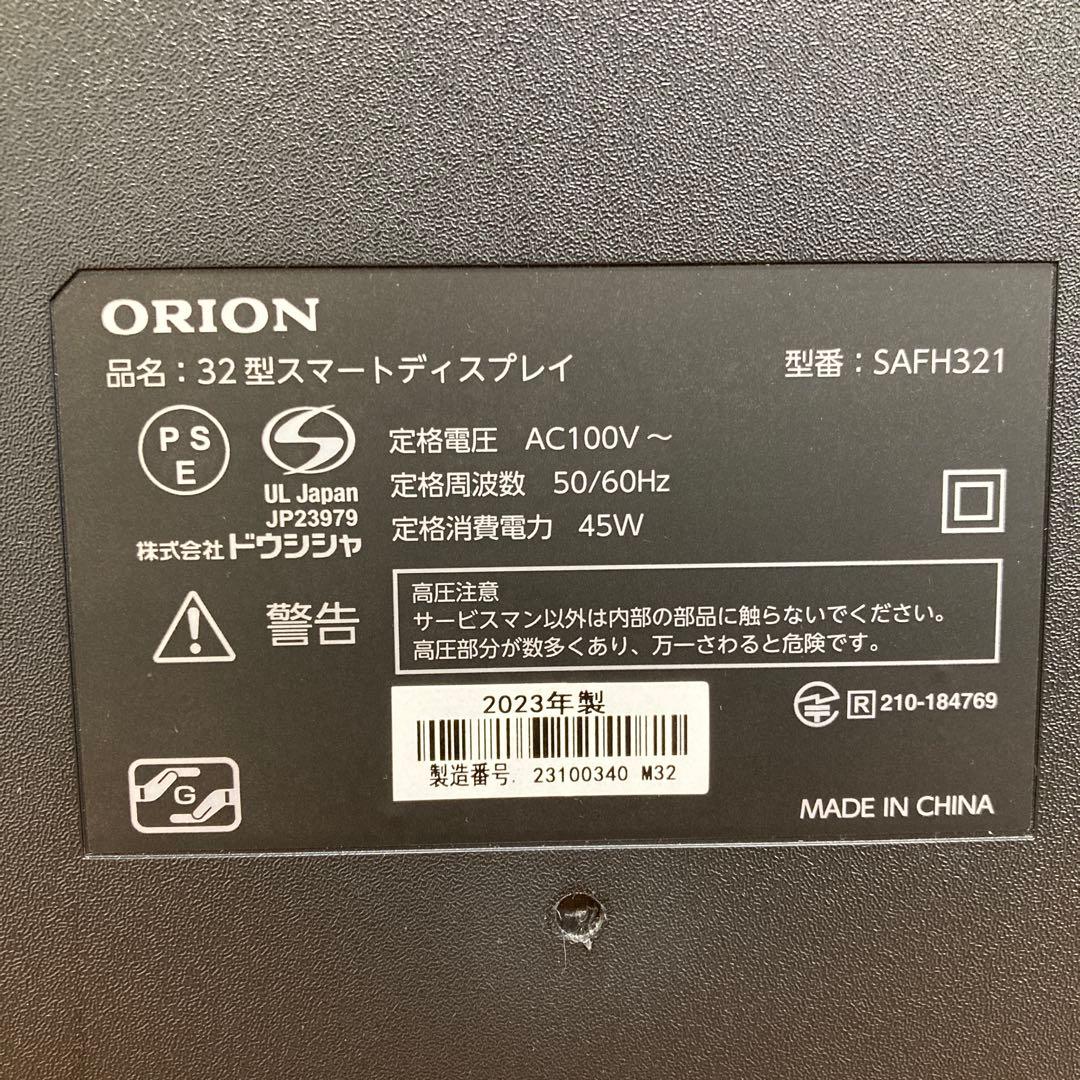 ORION
品名：32型スマートディスプレイ
型番：SAFH321
PS
E
UL Japan
JP23979
株式会社ドウシシャ
定格電圧 AC100V～
定格周波数 50/60Hz
定格消費電力 45W
警告
高圧注意
サービスマン以外は内部の部品に触らないでください。
高圧部分が数多くあり、万一さわると危険です。
2023年製
製造番号. 23100340 M32
R 210-184769
G
MADE IN CHINA